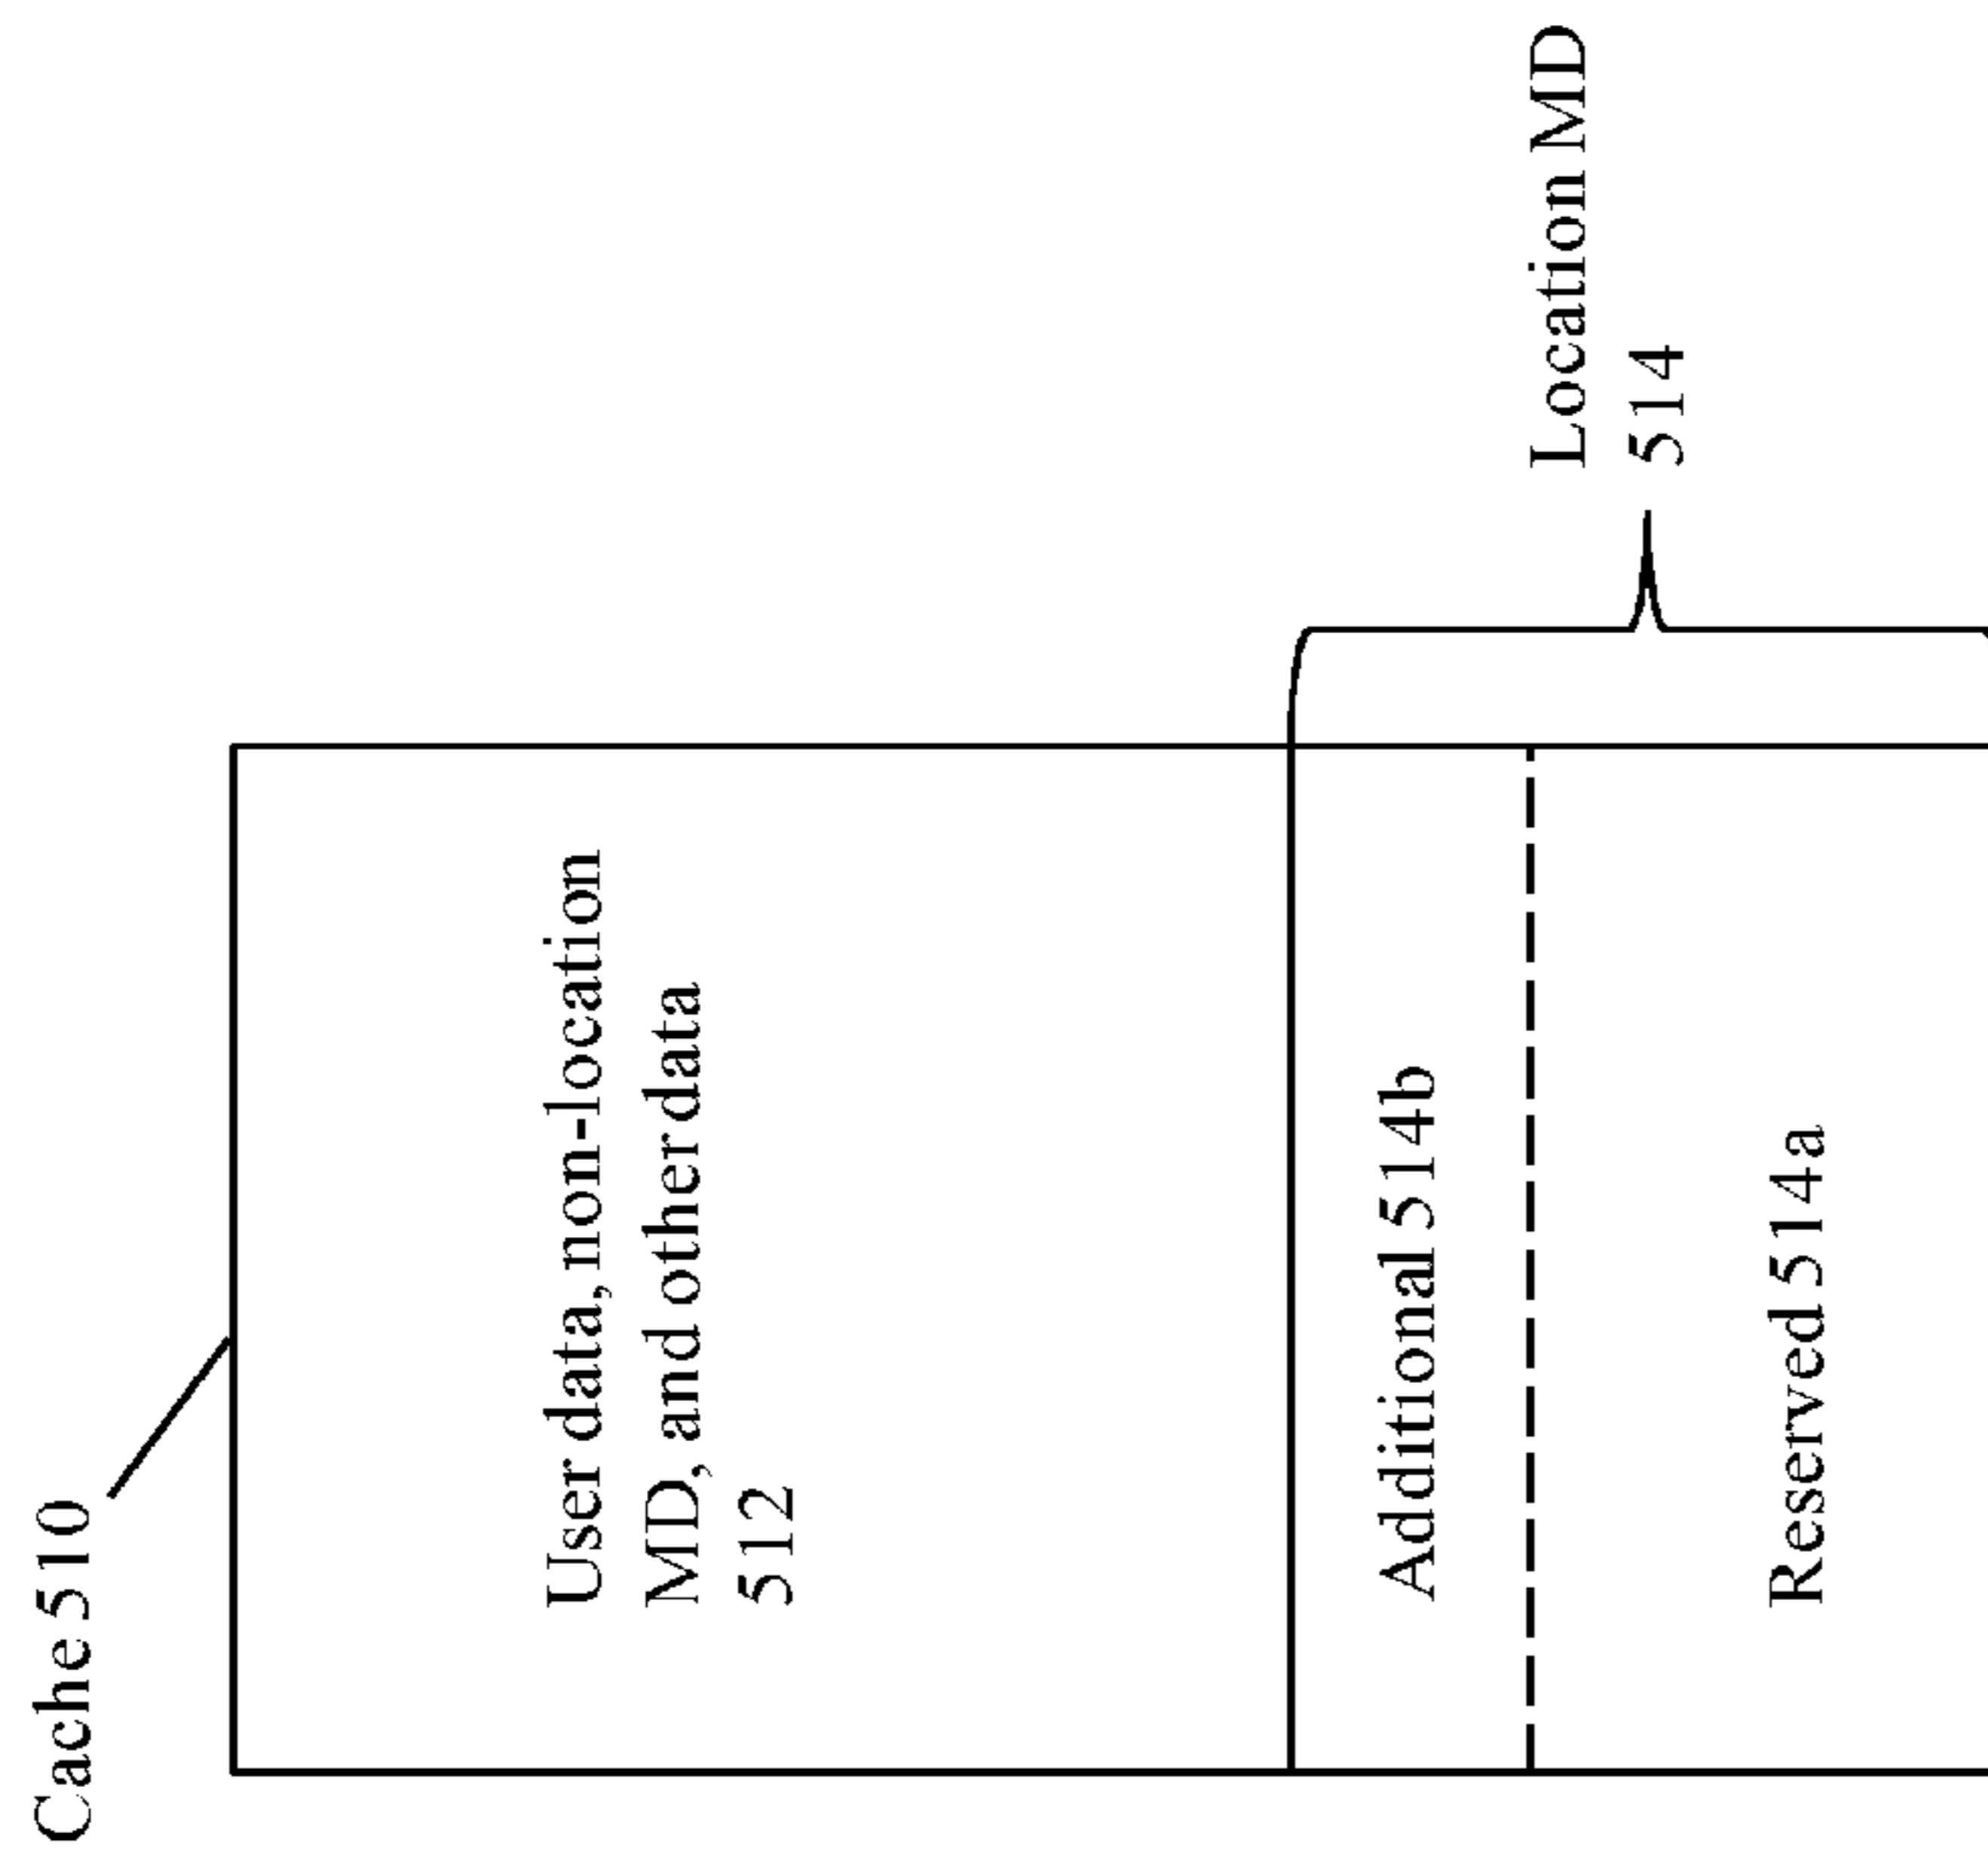 Cache 510
User data, non-location
MD, and other data
512
Additional 514b
Reserved 514a
Location MD
514